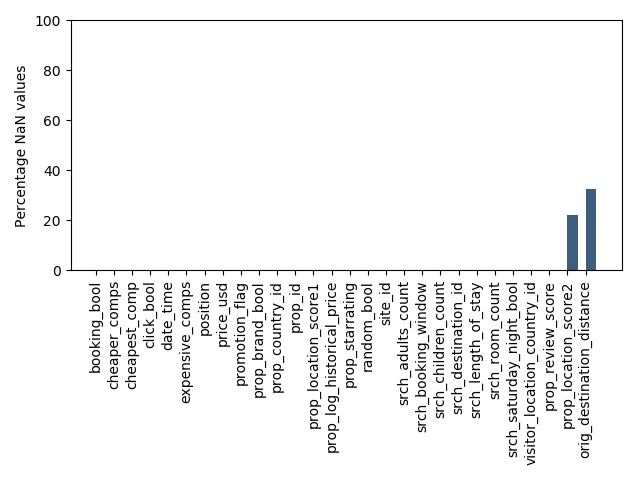 100
80
60
40
20
0
Percentage NaN values
booking_bool
cheaper_comps
cheapest_comp
click_bool
date_time
expensive_comps
position
price_usd
promotion_flag
prop_brand_bool
prop_country_id
prop_id
prop_location_score1
prop_log_historical_price
prop_starrating
random_bool
site_id
srch_adults_count
srch_booking_window
srch_children_count
srch_destination_id
srch_length_of_stay
srch_room_count
srch_saturday_night_bool
visitor_location_country_id
prop_review_score
prop_location_score2
orig_destination_distance